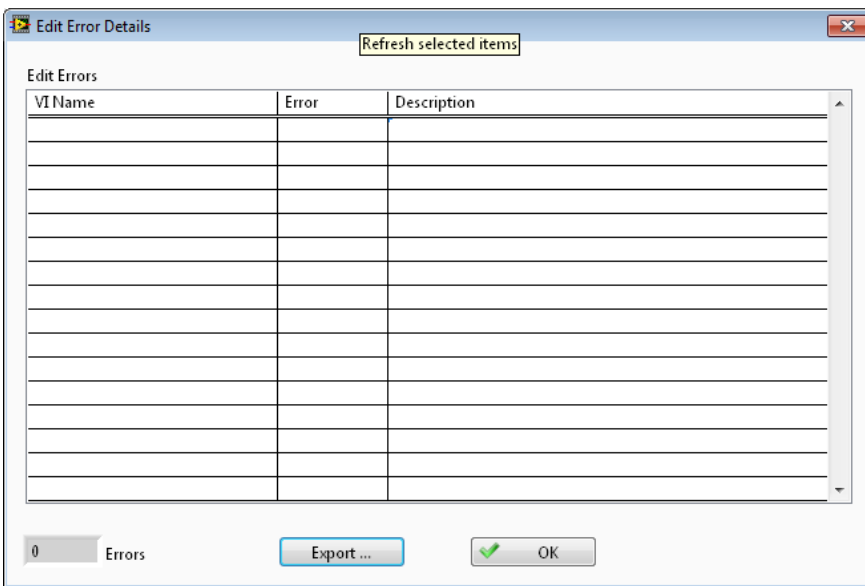 Edit Error Details
Refresh selected items
Edit Errors
VI Name Error Description
0 Errors Export ... OK